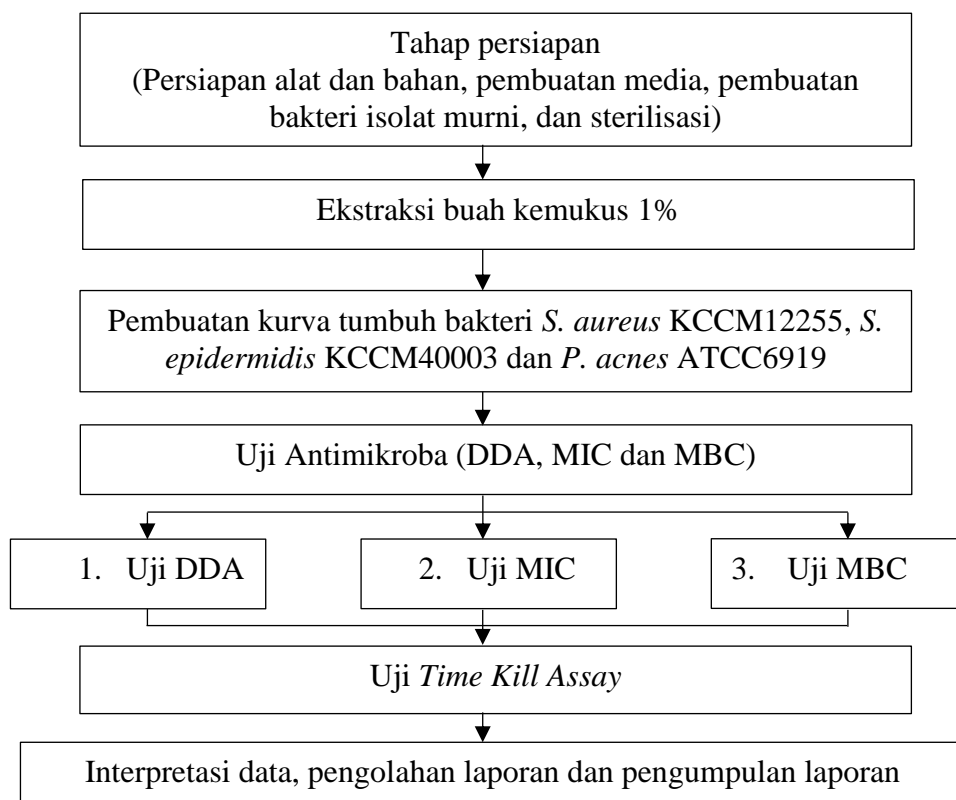 Tahap persiapan
(Persiapan alat dan bahan, pembuatan media, pembuatan
bakteri isolat murni, dan sterilisasi)
Ekstraksi buah kemukus 1%
Pembuatan kurva tumbuh bakteri S. aureus KCCM12255, S.
epidermidis KCCM40003 dan P. acnes ATCC6919
Uji Antimikroba (DDA, MIC dan MBC)
1. Uji DDA
2. Uji MIC
3. Uji MBC
Uji Time Kill Assay
Interpretasi data, pengolahan laporan dan pengumpulan laporan